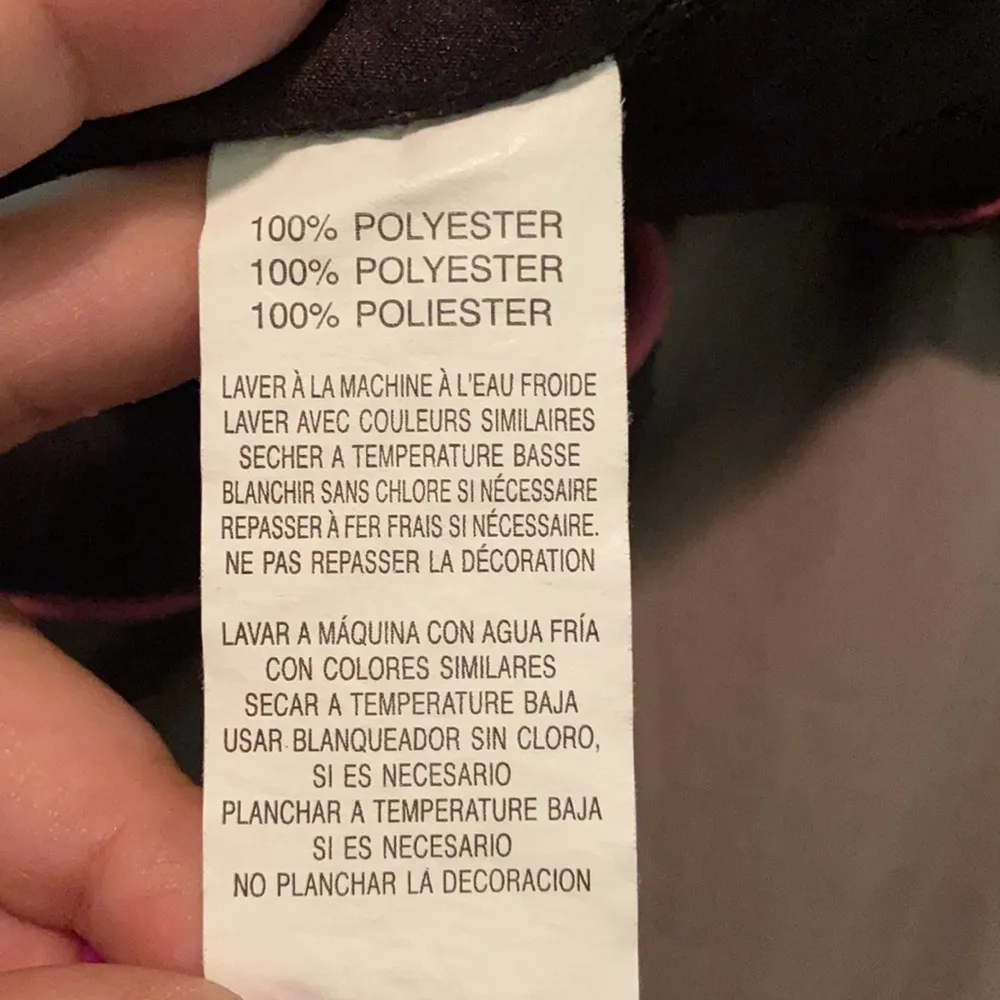 100% POLYESTER
100% POLYESTER
100% POLIESTER
LAVER À LA MACHINE À L'EAU FROIDE
LAVER AVEC COULEURS SIMILAIRES
SECHER A TEMPERATURE BASSE
BLANCHIR SANS CHLORE SI NÉCESSAIRE
REPASSER À FER FRAIS SI NÉCESSAIRE.
NE PAS REPASSER LA DÉCORATION
LAVAR A MÁQUINA CON AGUA FRÍA
CON COLORES SIMILARES
SECAR A TEMPERATURE BAJA
USAR BLANQUEADOR SIN CLORO,
SI ES NECESARIO
PLANCHAR A TEMPERATURE BAJA
SI ES NECESARIO
NO PLANCHAR LA DECORACION